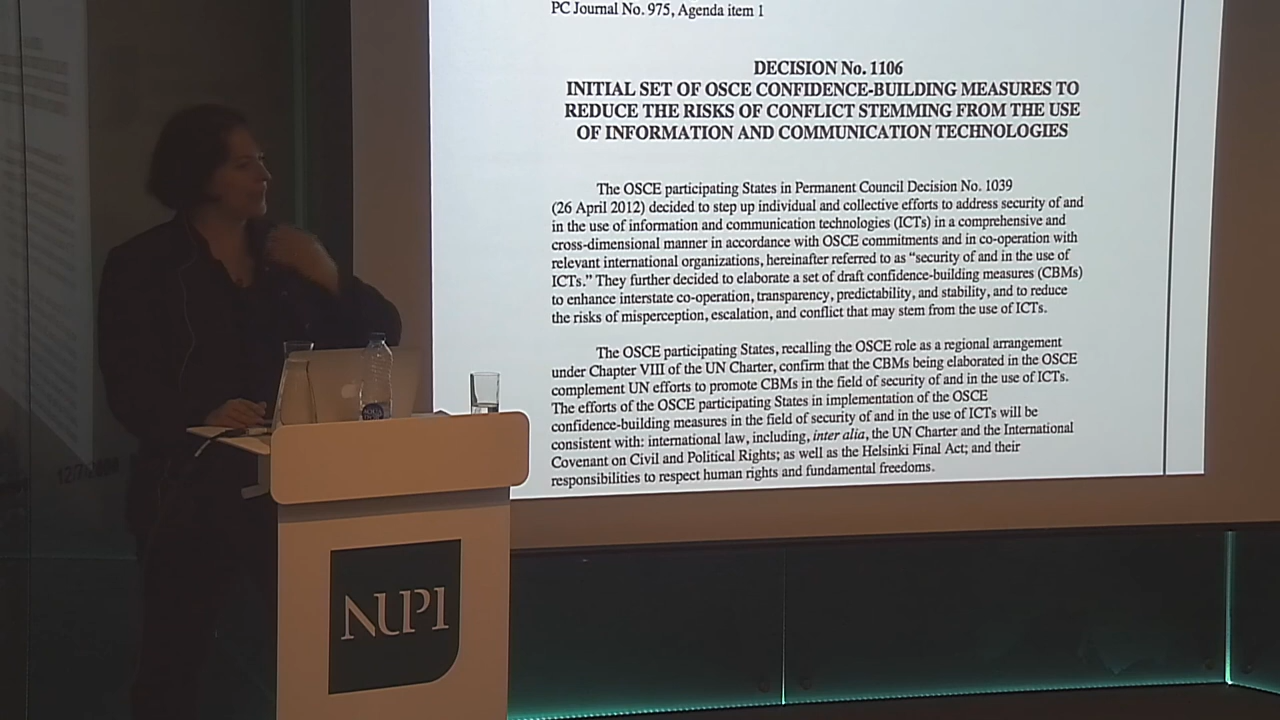 PC Journal No. 975, Agenda item 1
DECISION No. 1106
INITIAL SET OF OSCE CONFIDENCE-BUILDING MEASURES TO
REDUCE THE RISKS OF CONFLICT STEMMING FROM THE USE
OF INFORMATION AND COMMUNICATION TECHNOLOGIES
The OSCE participating States in Permanent Council Decision No. 1039
(26 April 2012) decided to step up individual and collective efforts to address security of and
in the use of information and communication technologies (ICTs) in a comprehensive and
cross-dimensional manner in accordance with OSCE commitments and in co-operation with
relevant international organizations, hereinafter referred to as “security of and in the use of
ICTs.” They further decided to elaborate a set of draft confidence-building measures (CBMs)
to enhance interstate co-operation, transparency, predictability, and stability, and to reduce
the risks of misperception, escalation, and conflict that may stem from the use of ICTs.
The OSCE participating States, recalling the OSCE role as a regional arrangement
under Chapter VIII of the UN Charter, confirm that the CBMs being elaborated in the OSCE
complement UN efforts to promote CBMs in the field of security of and in the use of ICTs.
The efforts of the OSCE participating States in implementation of the OSCE
confidence-building measures in the field of security of and in the use of ICTs will be
consistent with: international law, including, inter alia, the UN Charter and the International
Covenant on Civil and Political Rights; as well as the Helsinki Final Act; and their
responsibilities to respect human rights and fundamental freedoms.
NUPI